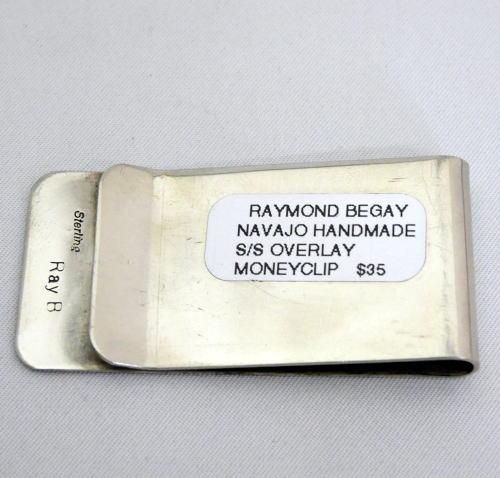 RAYMOND BEGAY
NAVAJO HANDMADE
S/S OVERLAY
MONEYCLIP $35
Sterling
Ray B